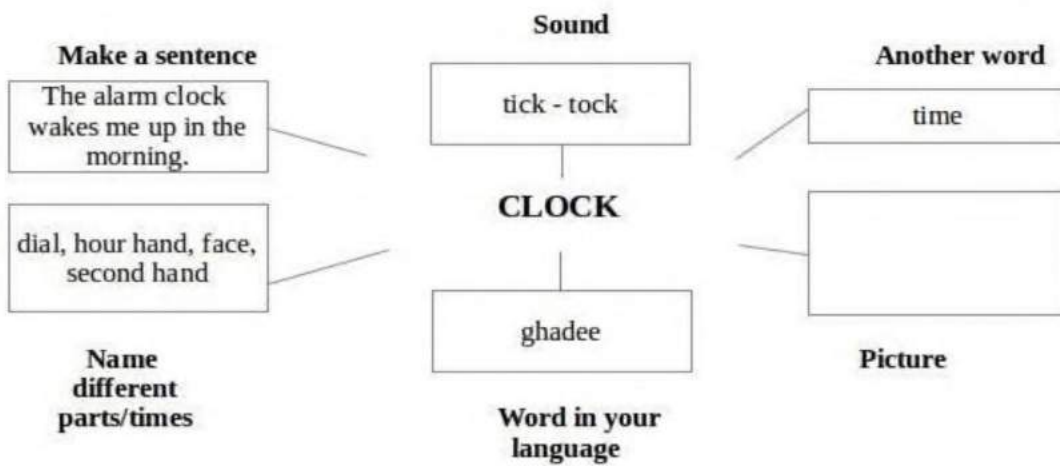 Sound
Make a sentence
Another word
The alarm clock
wakes me up in the
morning.
tick - tock
time
CLOCK
dial, hour hand, face,
second hand
ghadee
Name
different
parts/times
Picture
Word in your
language